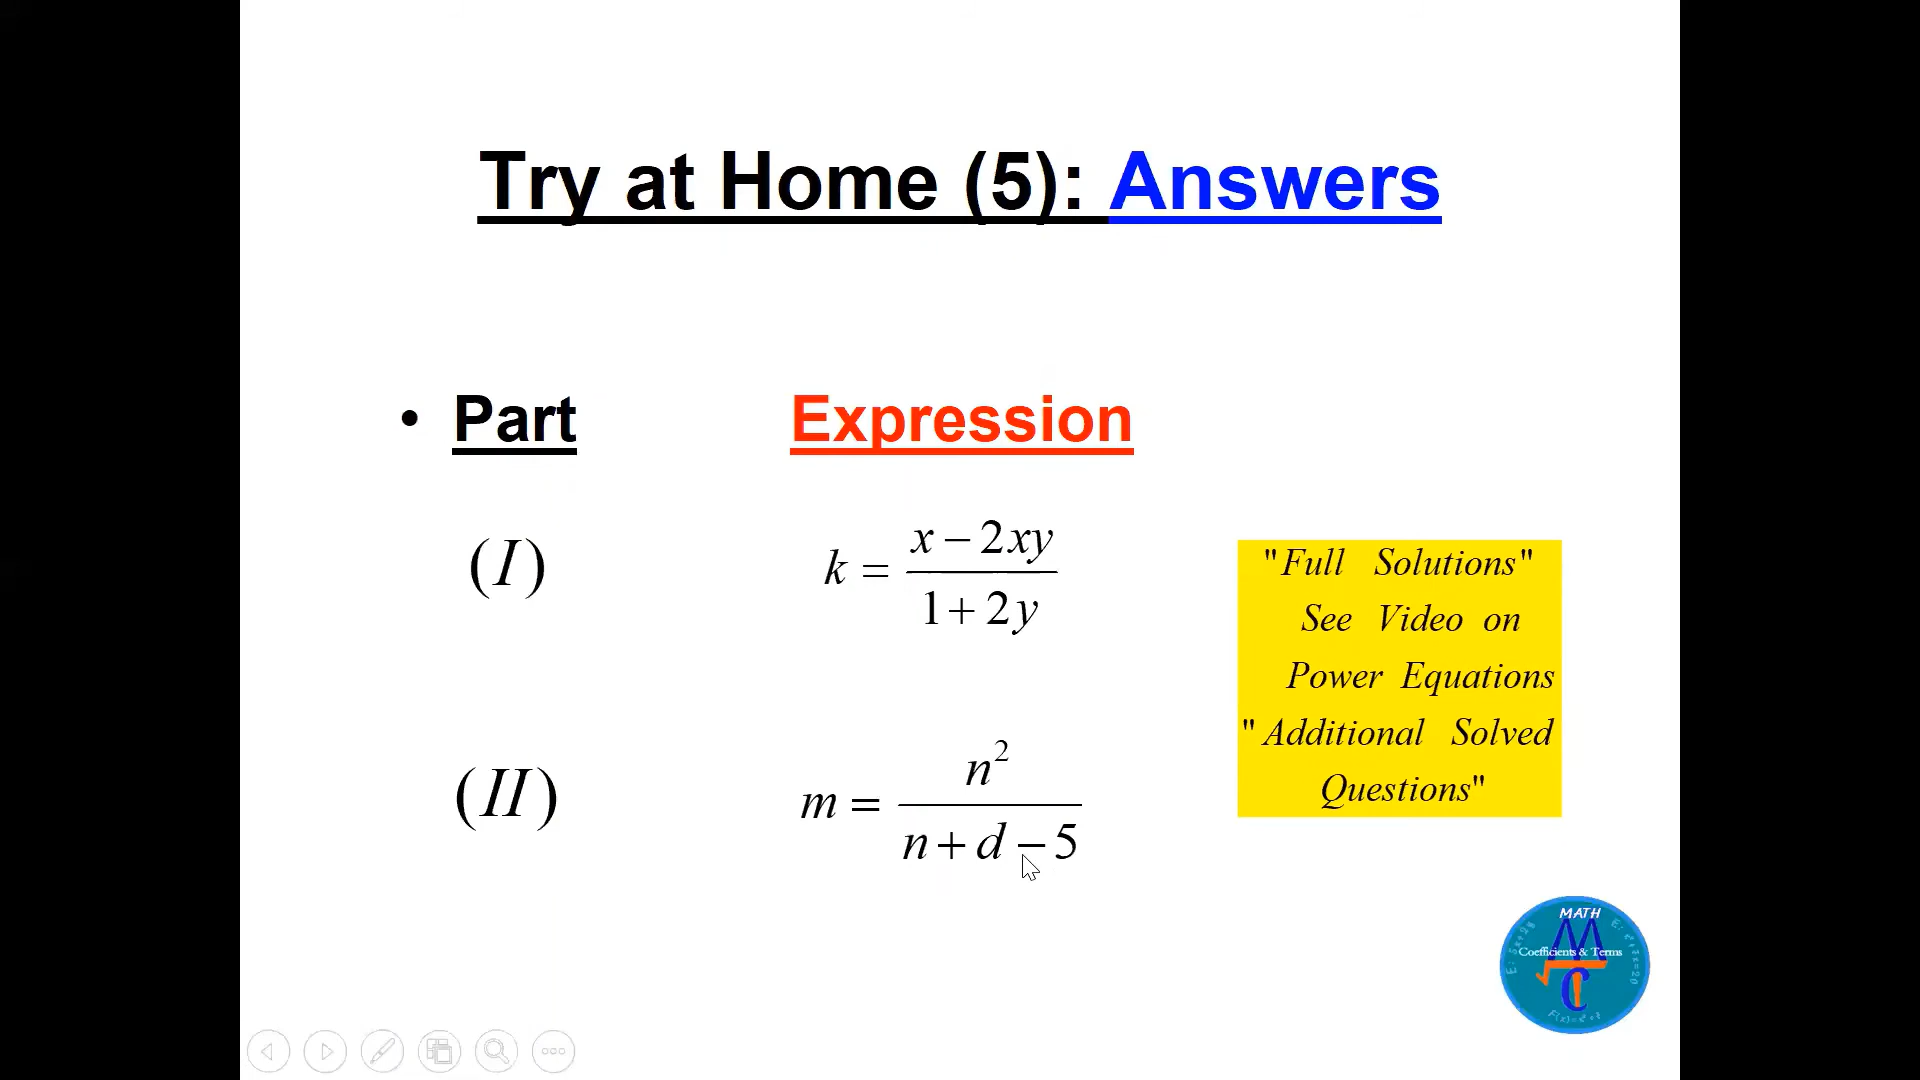 Try at Home (5): Answers
• Part Expression
(I) k = x − 2xy / 1 + 2y
(II) m = n² / n + d − 5
"Full Solutions"
See Video on
Power Equations
"Additional Solved
Questions"
MATH
Coefficients & Terms